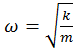 ω = √(k/m)